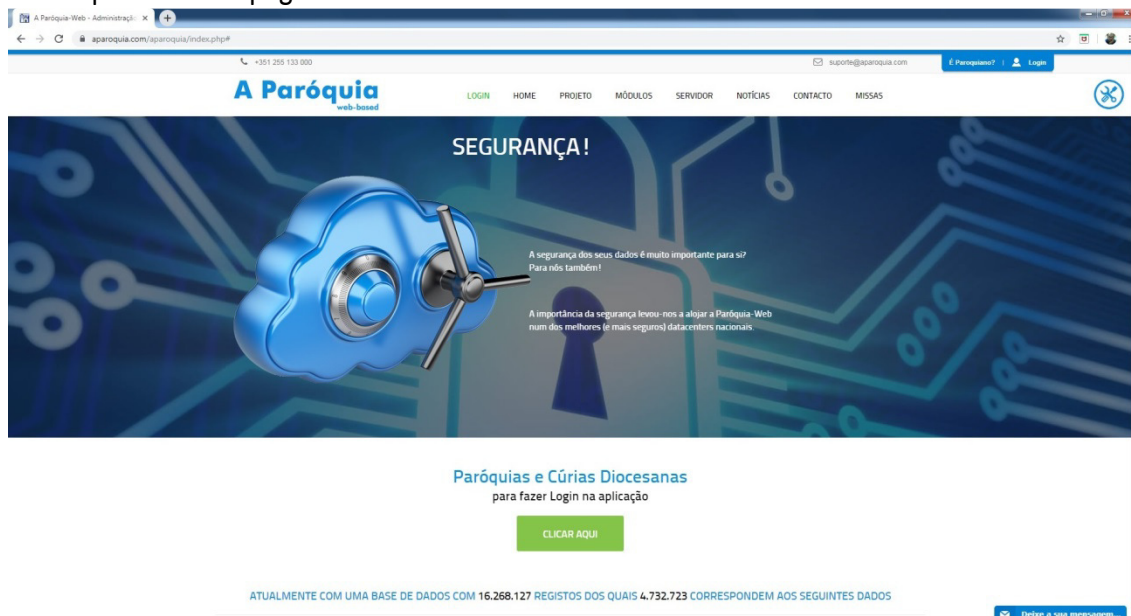 A Paróquia-Web - Administraçã
aparoquia.com/aparoquia/index.php#
+351 255 133 000
suporte@aparoquia.com
É Paroquiano? | Login
A Paróquia
web-based
LOGIN HOME PROJETO MÓDULOS SERVIDOR NOTÍCIAS CONTACTO MISSAS
SEGURANÇA!
A segurança dos seus dados é muito importante para si?
Para nós também!
A importância da segurança levou-nos a alojar a Paróquia-Web
num dos melhores (e mais seguros) datacenters nacionais.
Paróquias e Cúrias Diocesanas
para fazer Login na aplicação
CLICAR AQUI
ATUALMENTE COM UMA BASE DE DADOS COM 16.268.127 REGISTOS DOS QUAIS 4.732.723 CORRESPONDEM AOS SEGUINTES DADOS
Deixe a sua mensagem...